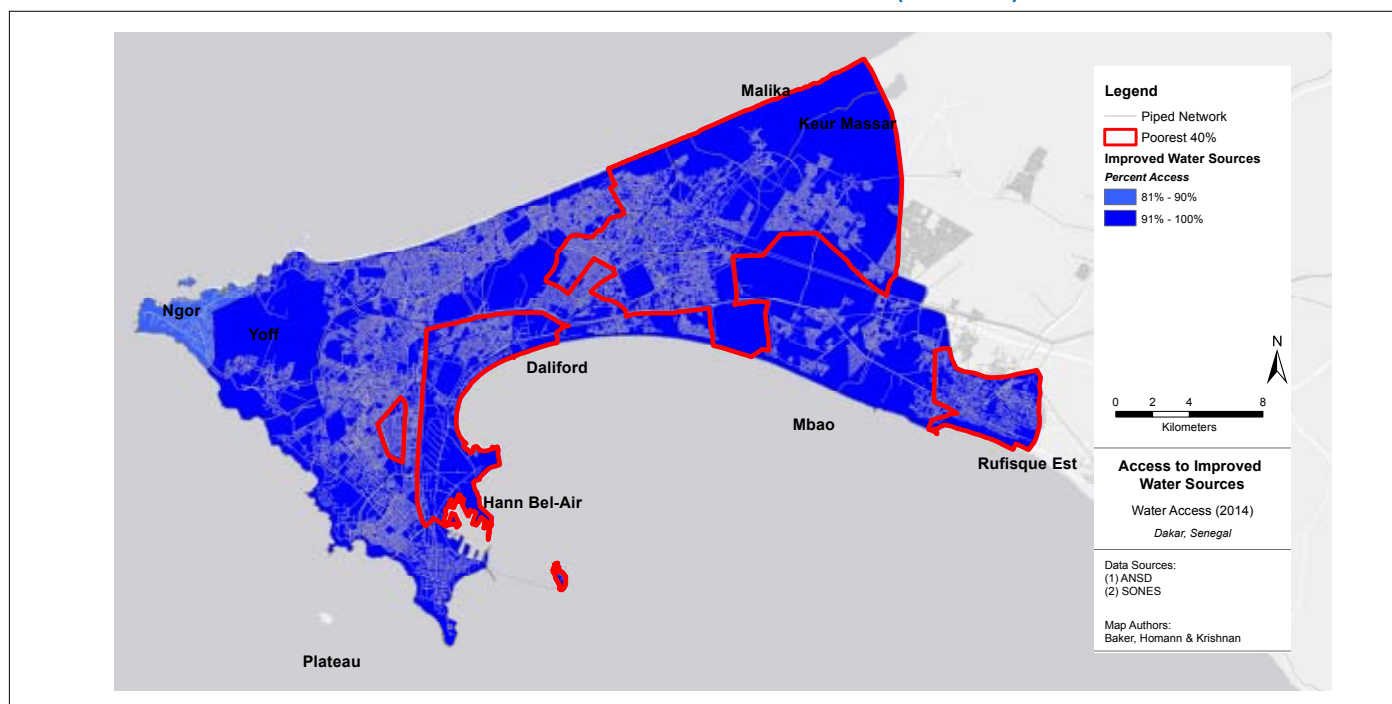 Malika
Keur Massar
Ngor
Yoff
Daliford
Mbao
Rufisque Est
Hann Bel-Air
Plateau
Legend
Piped Network
Poorest 40%
Improved Water Sources
Percent Access
81% - 90%
91% - 100%
N
0 2 4 8
Kilometers
Access to Improved
Water Sources
Water Access (2014)
Dakar, Senegal
Data Sources:
(1) ANSD
(2) SONES
Map Authors:
Baker, Homann & Krishnan